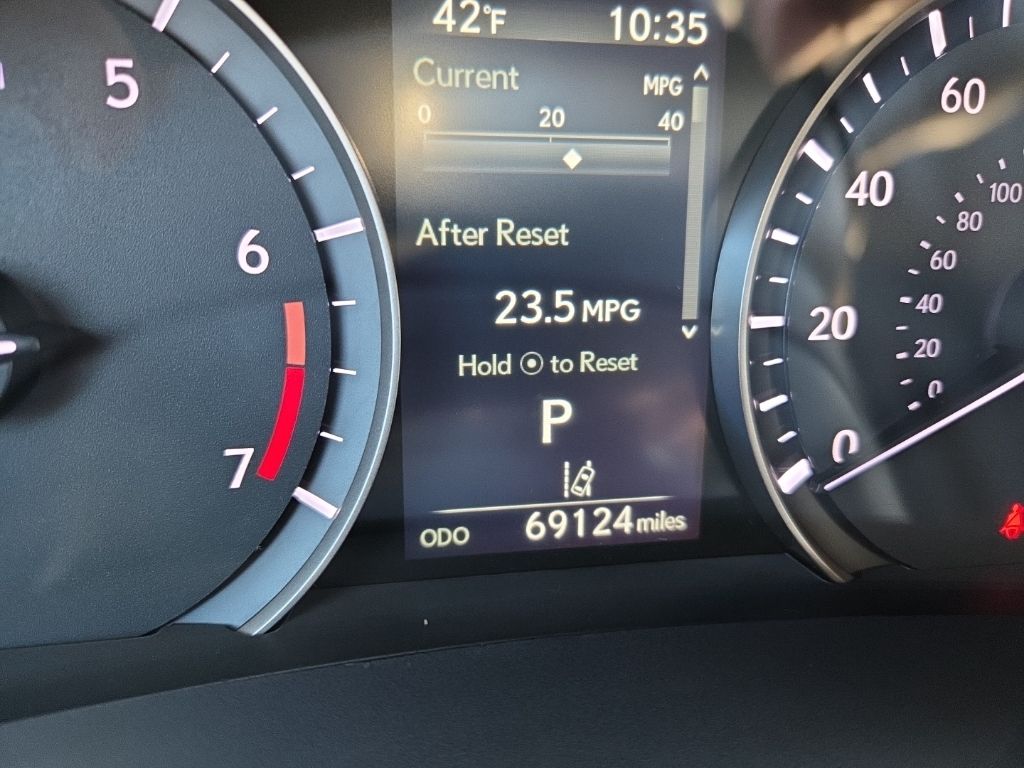 42°F 10:35
Current MPG
0 20 40
After Reset
23.5 MPG
Hold ⊙ to Reset
P
ODO 69124 miles
5
6
7
60
40
20
0
100
80
60
40
20
0